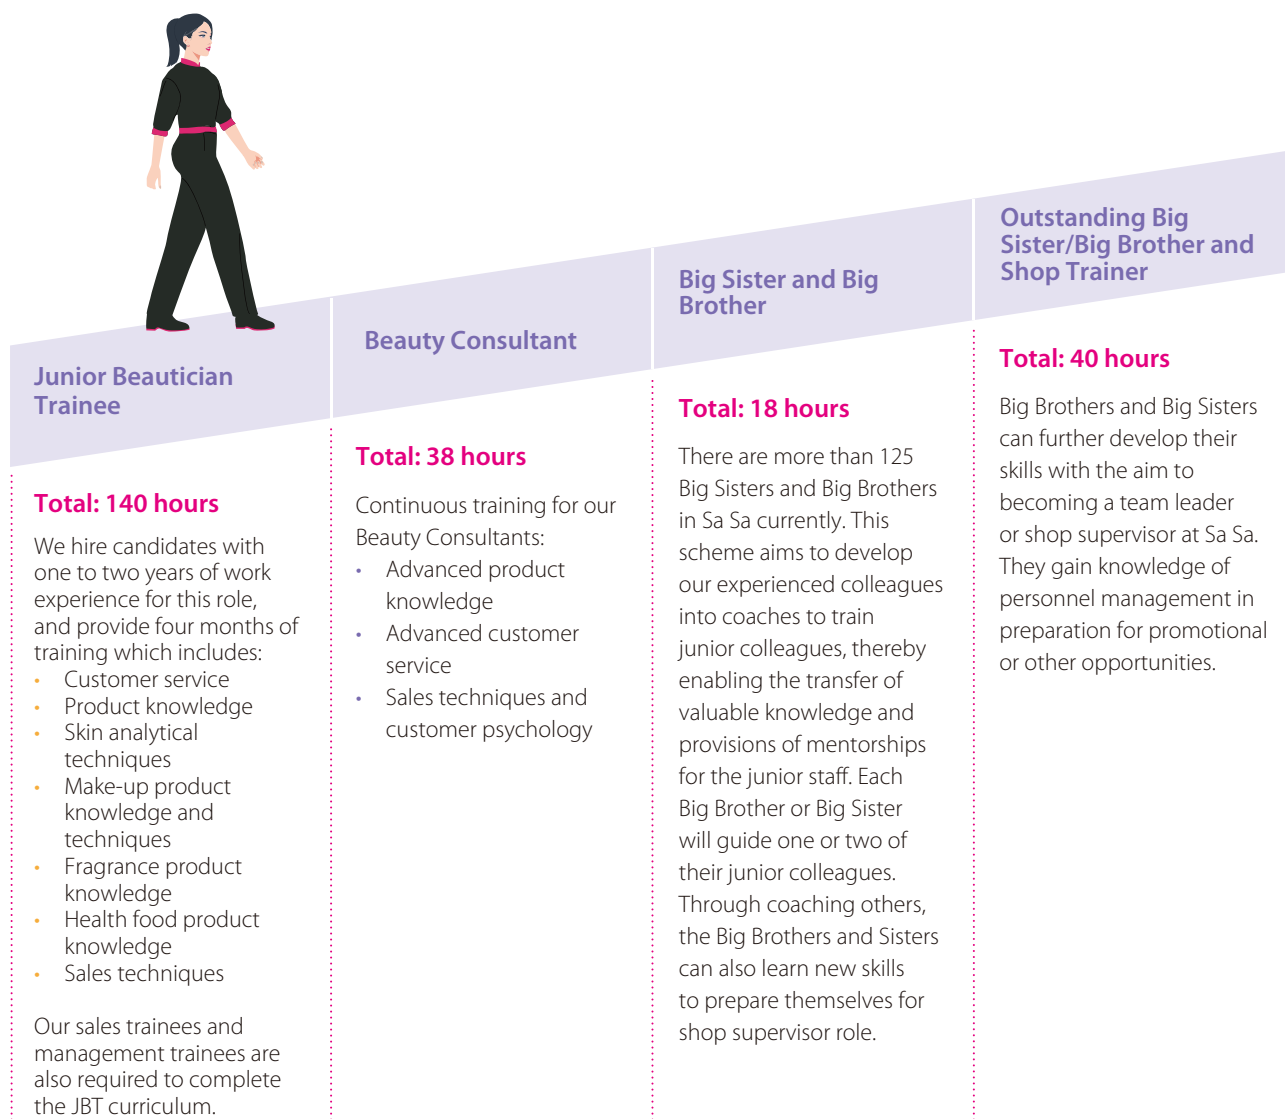 Junior Beautician
Trainee
Total: 140 hours
We hire candidates with
one to two years of work
experience for this role,
and provide four months of
training which includes:
• Customer service
• Product knowledge
• Skin analytical
techniques
• Make-up product
knowledge and
techniques
• Fragrance product
knowledge
• Health food product
knowledge
• Sales techniques
Our sales trainees and
management trainees are
also required to complete
the JBT curriculum.
Beauty Consultant
Total: 38 hours
Continuous training for our
Beauty Consultants:
• Advanced product
knowledge
• Advanced customer
service
• Sales techniques and
customer psychology
Big Sister and Big
Brother
Total: 18 hours
There are more than 125
Big Sisters and Big Brothers
in Sa Sa currently. This
scheme aims to develop
our experienced colleagues
into coaches to train
junior colleagues, thereby
enabling the transfer of
valuable knowledge and
provisions of mentorships
for the junior staff. Each
Big Brother or Big Sister
will guide one or two of
their junior colleagues.
Through coaching others,
the Big Brothers and Sisters
can also learn new skills
to prepare themselves for
shop supervisor role.
Outstanding Big
Sister/Big Brother and
Shop Trainer
Total: 40 hours
Big Brothers and Big Sisters
can further develop their
skills with the aim to
becoming a team leader
or shop supervisor at Sa Sa.
They gain knowledge of
personnel management in
preparation for promotional
or other opportunities.